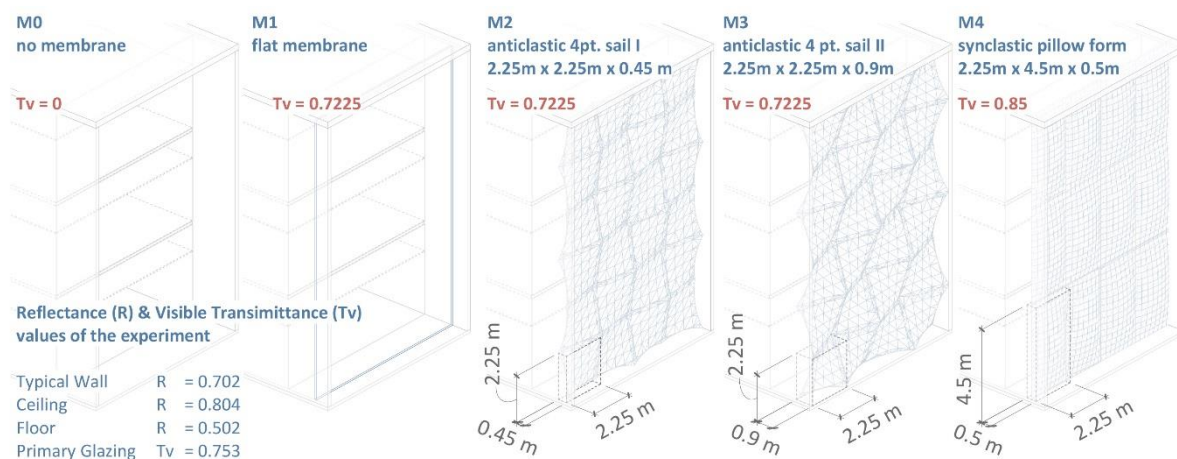 M0
no membrane
Tv = 0
M1
flat membrane
Tv = 0.7225
M2
anticlastic 4pt. sail I
2.25m x 2.25m x 0.45 m
Tv = 0.7225
M3
anticlastic 4 pt. sail II
2.25m x 2.25m x 0.9m
Tv = 0.7225
M4
synclastic pillow form
2.25m x 4.5m x 0.5m
Tv = 0.85
Reflectance (R) & Visible Transimittance (Tv)
values of the experiment
Typical Wall R = 0.702
Ceiling R = 0.804
Floor R = 0.502
Primary Glazing Tv = 0.753
2.25 m
0.45 m
2.25 m
2.25 m
0.9 m
2.25 m
4.5 m
0.5 m
2.25 m